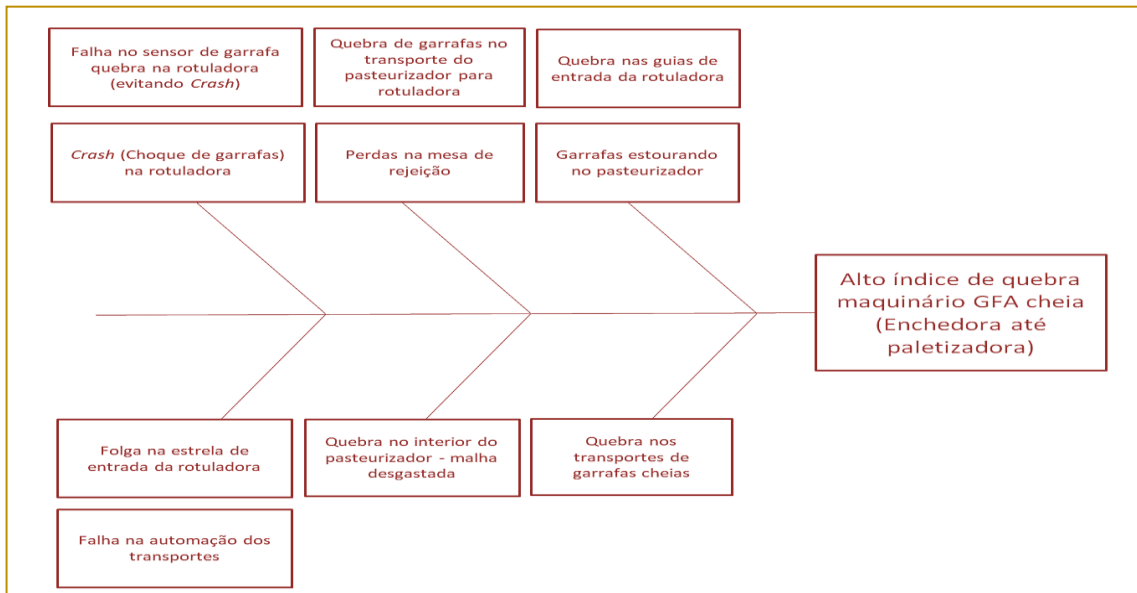 Falha no sensor de garrafa
quebra na rotuladora
(evitando Crash)
Quebra de garrafas no
transporte do
pasteurizador para
rotuladora
Quebra nas guias de
entrada da rotuladora
Crash (Choque de garrafas)
na rotuladora
Perdas na mesa de
rejeição
Garrafas estourando
no pasteurizador
Alto índice de quebra
maquinário GFA cheia
(Enchedora até
paletizadora)
Folga na estrela de
entrada da rotuladora
Quebra no interior do
pasteurizador - malha
desgastada
Quebra nos
transportes de
garrafas cheias
Falha na automação dos
transportes